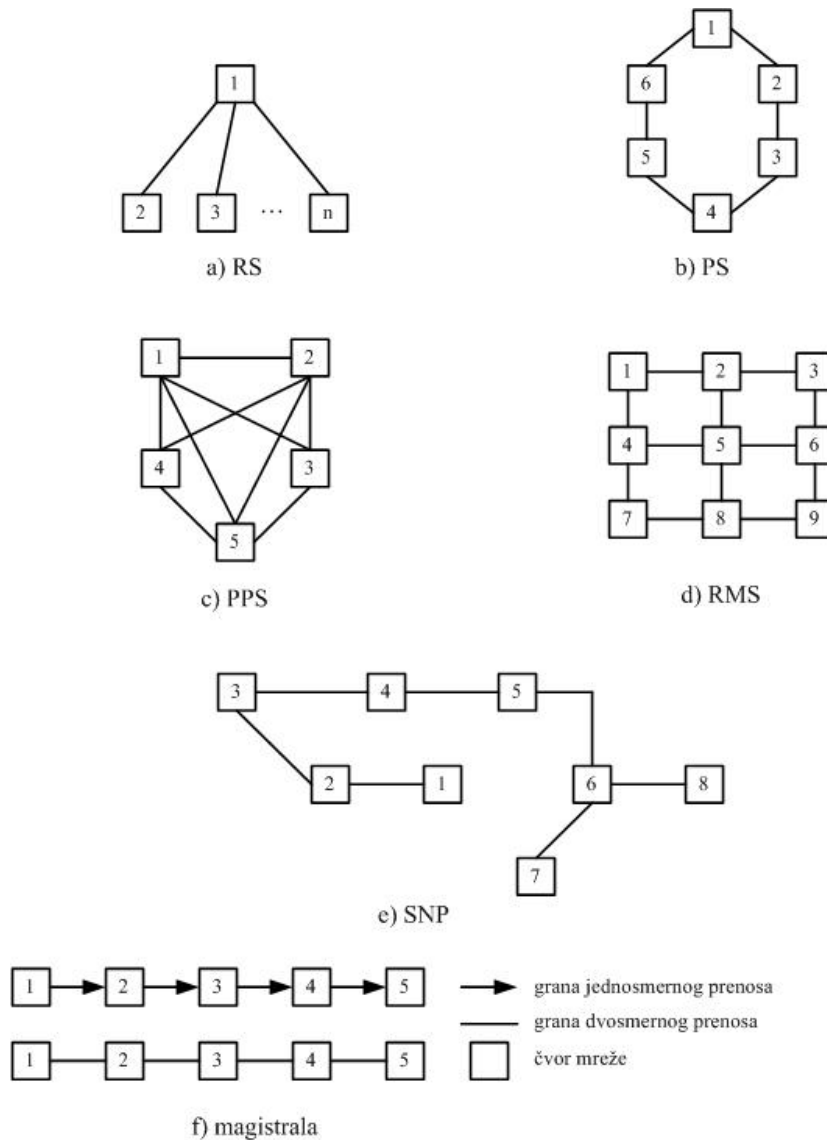 1
2 3 ... n
a) RS
1
6 2
5 3
4
b) PS
1 2
4 3
5
c) PPS
1 2 3
4 5 6
7 8 9
d) RMS
3 4 5
2 1 6 8
7
e) SNP
1 2 3 4 5
1 2 3 4 5
f) magistrala
grana jednosmernog prenosa
grana dvosmernog prenosa
čvor mreže